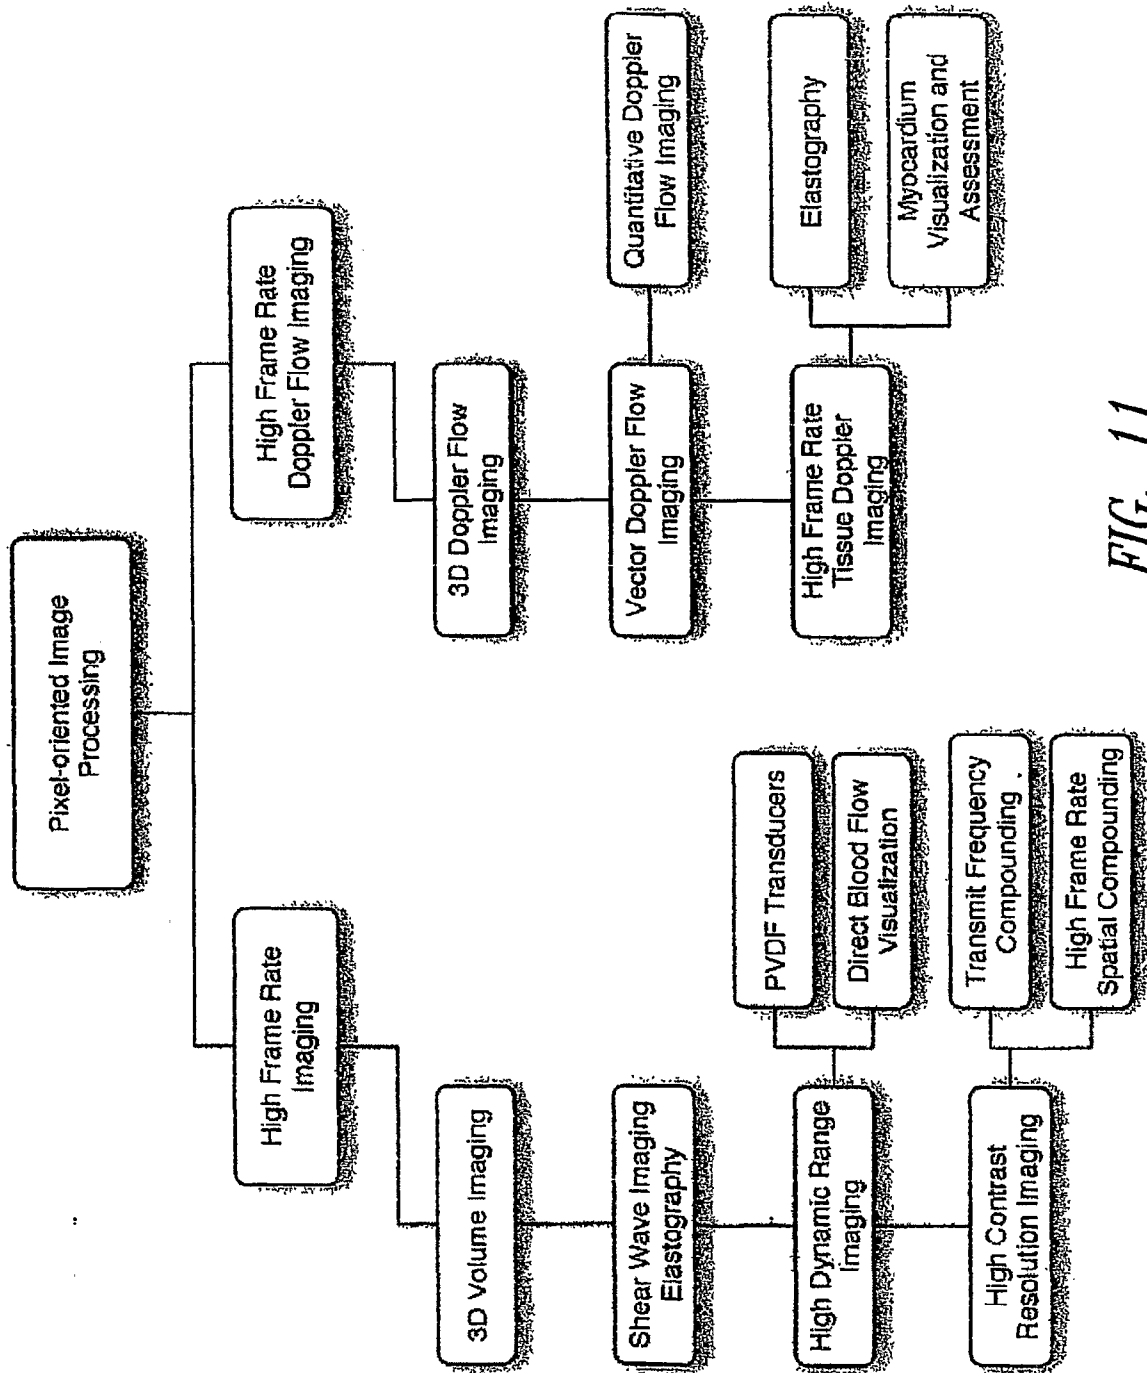 Pixel-oriented Image
Processing
High Frame Rate
Imaging
3D Volume Imaging
Shear Wave Imaging
Elastography
High Dynamic Range
Imaging
PVDF Transducers
Direct Blood Flow
Visualization
High Contrast
Resolution Imaging
Transmit Frequency
Compounding
High Frame Rate
Spatial Compounding
High Frame Rate
Doppler Flow Imaging
3D Doppler Flow
Imaging
Vector Doppler Flow
Imaging
Quantitative Doppler
Flow Imaging
High Frame Rate
Tissue Doppler
Imaging
Elastography
Myocardium
Visualization and
Assessment
FIG. 11